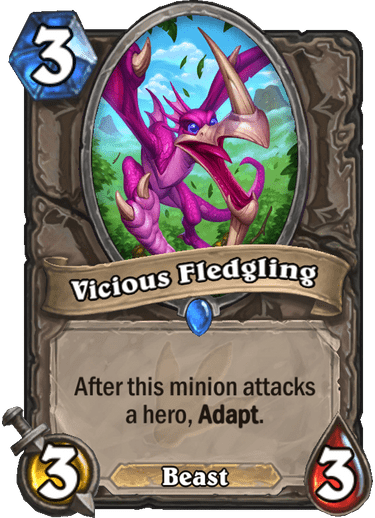 3
Vicious Fledgling
After this minion attacks
a hero, Adapt.
3
Beast
3